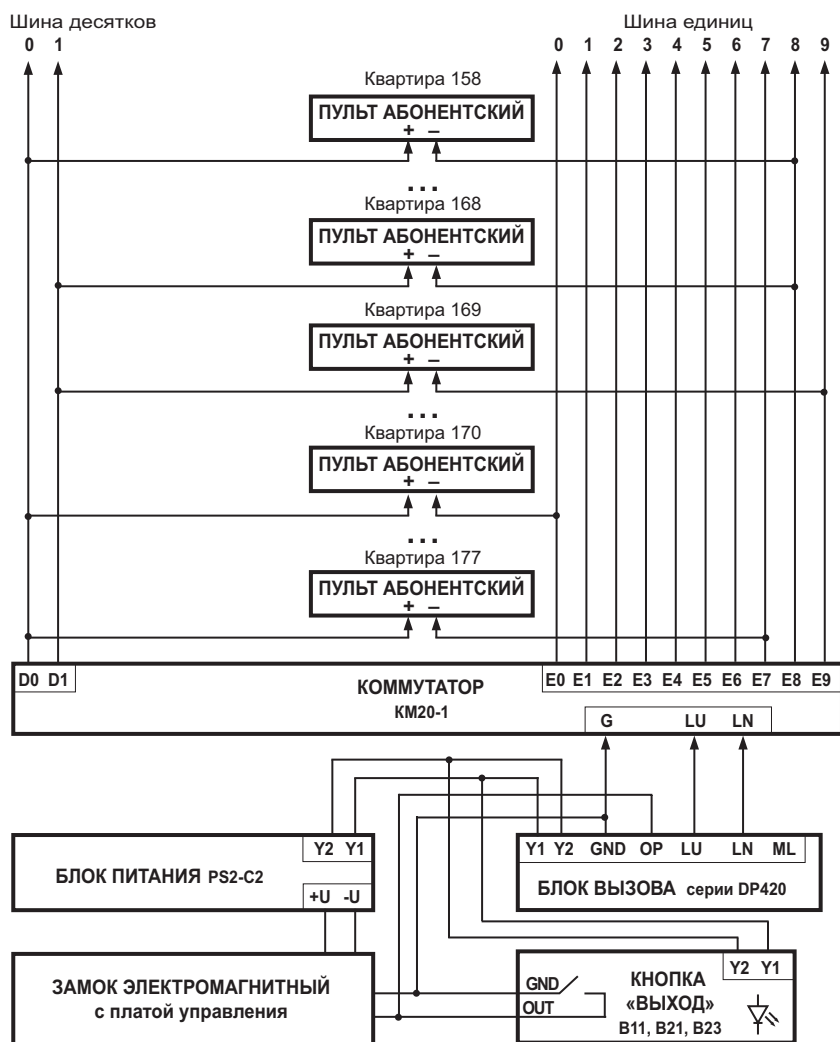 Шина десятков
Шина единиц
0 1
0 1 2 3 4 5 6 7 8 9
Квартира 158
ПУЛЬТ АБОНЕНТСКИЙ
+ –
...
Квартира 168
ПУЛЬТ АБОНЕНТСКИЙ
+ –
Квартира 169
ПУЛЬТ АБОНЕНТСКИЙ
+ –
...
Квартира 170
ПУЛЬТ АБОНЕНТСКИЙ
+ –
...
Квартира 177
ПУЛЬТ АБОНЕНТСКИЙ
+ –
D0 D1
E0 E1 E2 E3 E4 E5 E6 E7 E8 E9
КОММУТАТОР
КМ20-1
G LU LN
Y2 Y1
БЛОК ПИТАНИЯ PS2-C2
+U -U
Y1 Y2 GND OP LU LN ML
БЛОК ВЫЗОВА серии DP420
ЗАМОК ЭЛЕКТРОМАГНИТНЫЙ
с платой управления
Y2 Y1
GND
OUT
КНОПКА
«ВЫХОД»
B11, B21, B23